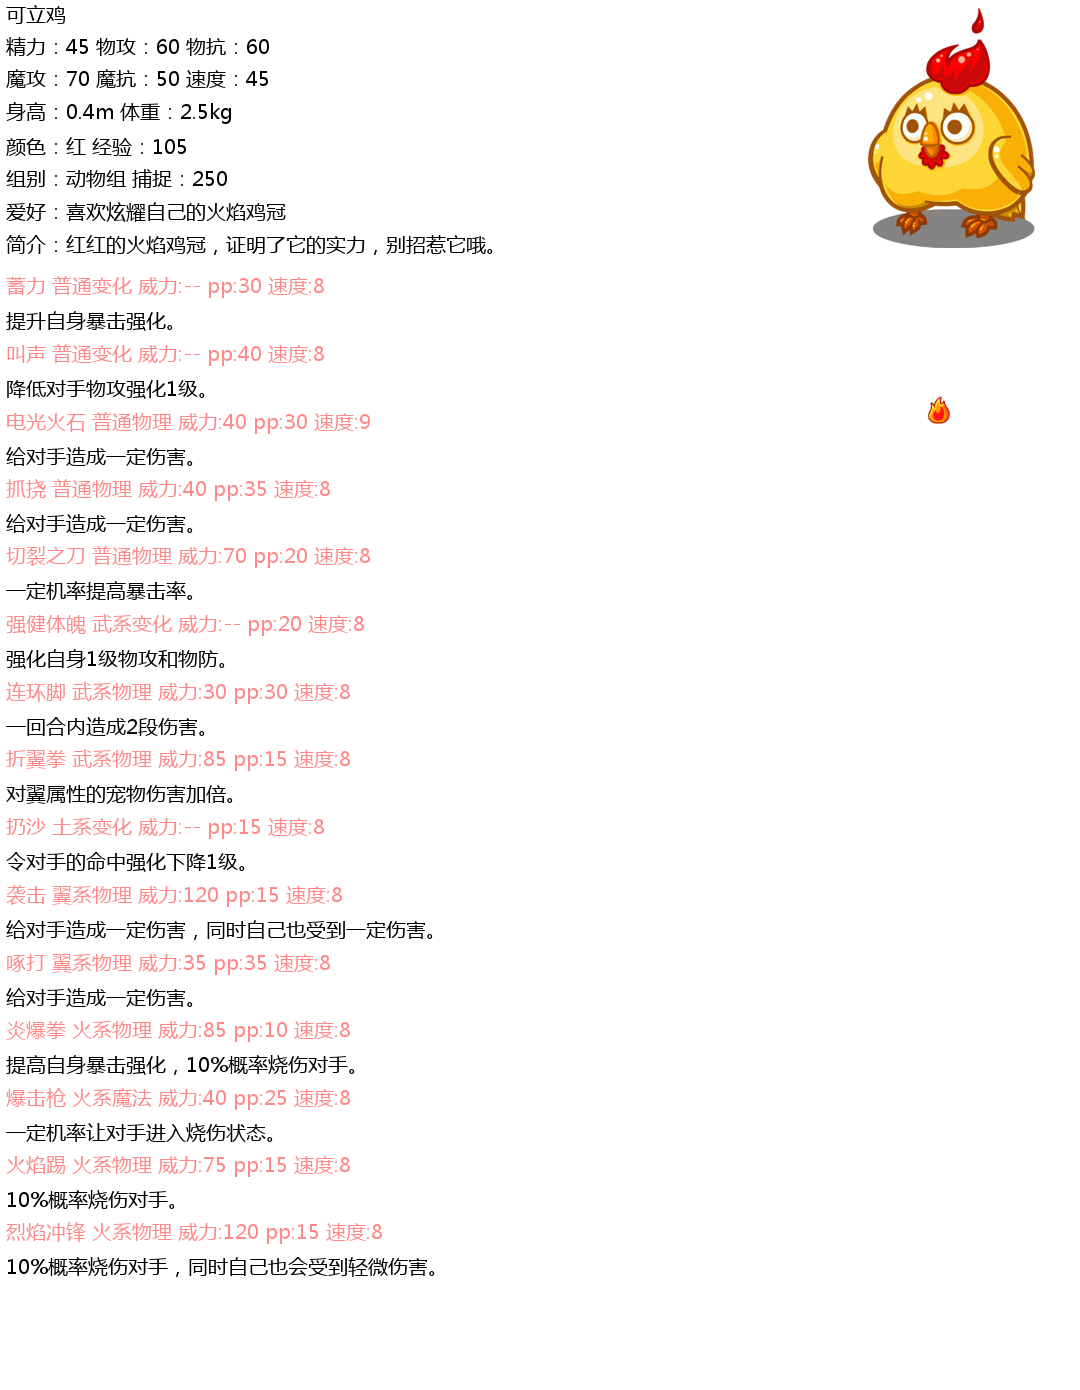 可立鸡
精力：45 物攻：60 物抗：60
魔攻：70 魔抗：50 速度：45
身高：0.4m 体重：2.5kg
颜色：红 经验：105
组别：动物组 捕捉：250
爱好：喜欢炫耀自己的火焰鸡冠
简介：红红的火焰鸡冠，证明了它的实力，别招惹它哦。
蓄力 普通变化 威力:-- pp:30 速度:8
提升自身暴击强化。
叫声 普通变化 威力:-- pp:40 速度:8
降低对手物攻强化1级。
电光火石 普通物理 威力:40 pp:30 速度:9
给对手造成一定伤害。
抓挠 普通物理 威力:40 pp:35 速度:8
给对手造成一定伤害。
切裂之刀 普通物理 威力:70 pp:20 速度:8
一定机率提高暴击率。
强健体魄 武系变化 威力:-- pp:20 速度:8
强化自身1级物攻和物防。
连环脚 武系物理 威力:30 pp:30 速度:8
一回合内造成2段伤害。
折翼拳 武系物理 威力:85 pp:15 速度:8
对翼属性的宠物伤害加倍。
扔沙 土系变化 威力:-- pp:15 速度:8
令对手的命中强化下降1级。
袭击 翼系物理 威力:120 pp:15 速度:8
给对手造成一定伤害，同时自己也受到一定伤害。
啄打 翼系物理 威力:35 pp:35 速度:8
给对手造成一定伤害。
炎爆拳 火系物理 威力:85 pp:10 速度:8
提高自身暴击强化，10%概率烧伤对手。
爆击枪 火系魔法 威力:40 pp:25 速度:8
一定机率让对手进入烧伤状态。
火焰踢 火系物理 威力:75 pp:15 速度:8
10%概率烧伤对手。
烈焰冲锋 火系物理 威力:120 pp:15 速度:8
10%概率烧伤对手，同时自己也会受到轻微伤害。